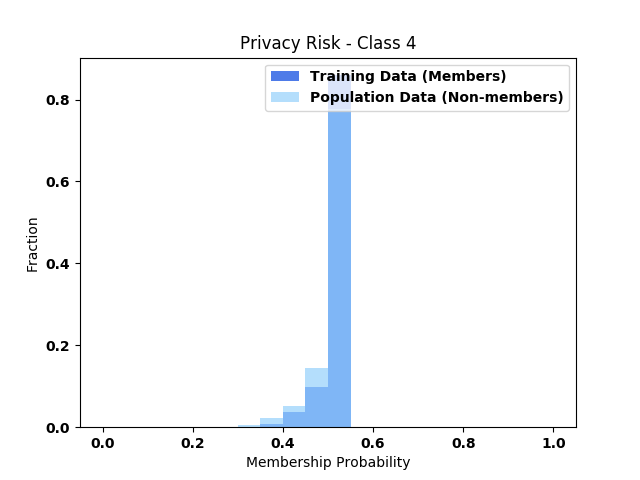 Privacy Risk - Class 4
Training Data (Members)
Population Data (Non-members)
Fraction
0.8
0.6
0.4
0.2
0.0
0.0 0.2 0.4 0.6 0.8 1.0
Membership Probability